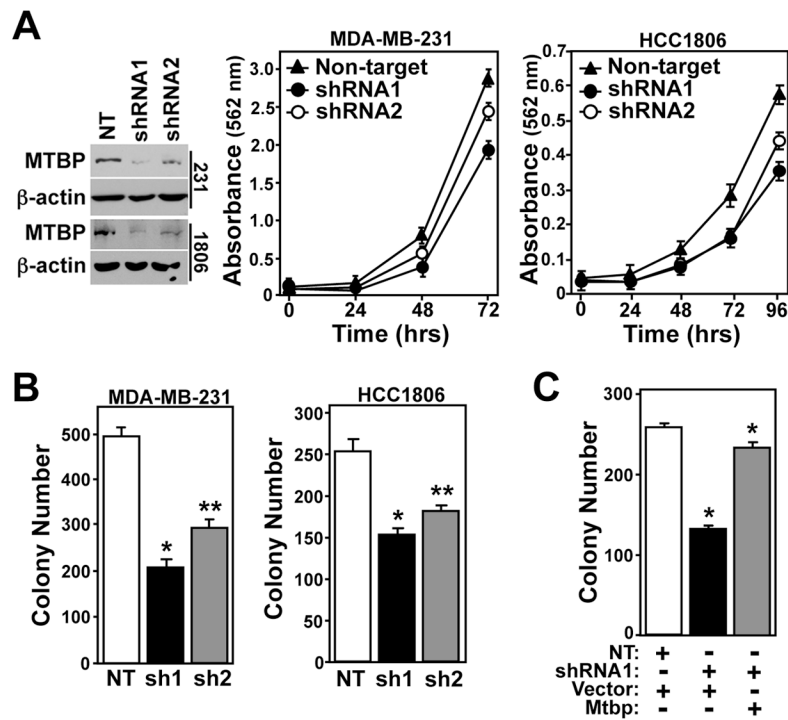 A
NT
shRNA1
shRNA2
MTBP
β-actin
231
MTBP
β-actin
1806
MDA-MB-231
Absorbance (562 nm)
3.0
2.5
2.0
1.5
1.0
0.5
0
Non-target
shRNA1
shRNA2
0 24 48 72
Time (hrs)
HCC1806
Absorbance (562 nm)
0.7
0.6
0.4
0.3
0.2
0.1
0
Non-target
shRNA1
shRNA2
0 24 48 72 96
Time (hrs)
B
MDA-MB-231
Colony Number
500
400
300
200
100
0
* **
NT sh1 sh2
HCC1806
Colony Number
300
250
200
150
100
50
0
* **
NT sh1 sh2
C
Colony Number
300
200
100
0
* *
NT: + - -
shRNA1: - + +
Vector: + + -
Mtbp: - - +